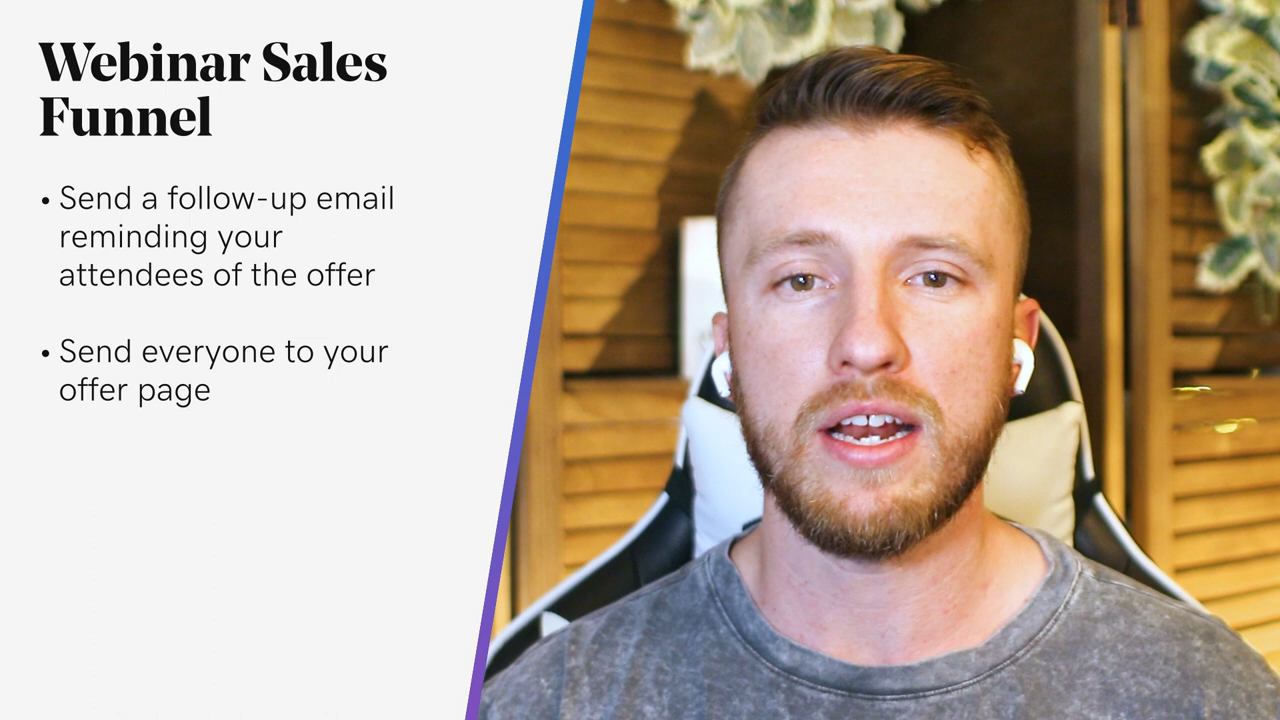 Webinar Sales
Funnel
• Send a follow-up email
reminding your
attendees of the offer
• Send everyone to your
offer page